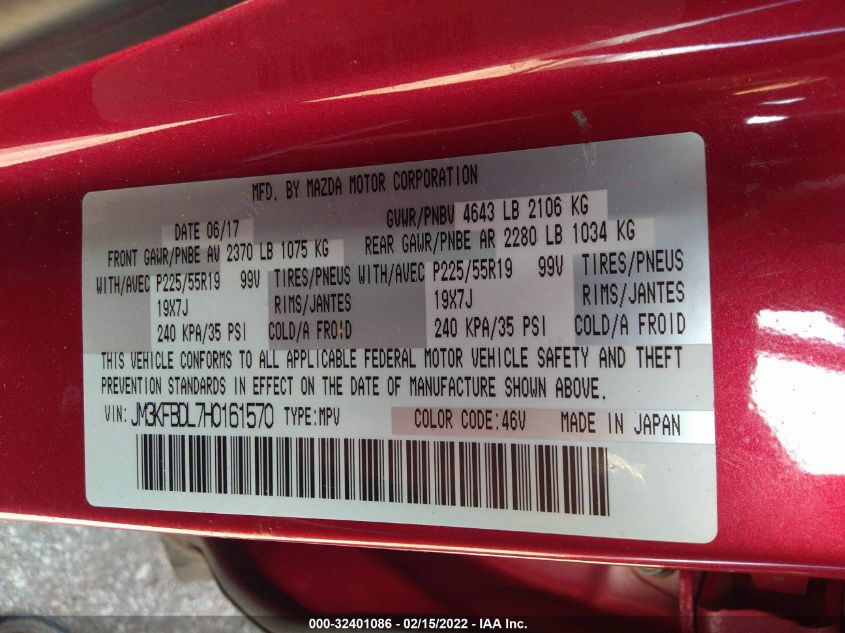 MFD. BY MAZDA MOTOR CORPORATION
DATE 06/17 GVWR/PNBV 4643 LB 2106 KG
FRONT GAWR/PNBE AV 2370 LB 1075 KG REAR GAWR/PNBE AR 2280 LB 1034 KG
WITH/AVEC P225/55R19 99V TIRES/PNEUS WITH/AVEC P225/55R19 99V TIRES/PNEUS
19X7J RIMS/JANTES 19X7J RIMS/JANTES
240 KPA/35 PSI COLD/A FROID 240 KPA/35 PSI COLD/A FROID
THIS VEHICLE CONFORMS TO ALL APPLICABLE FEDERAL MOTOR VEHICLE SAFETY AND THEFT
PREVENTION STANDARDS IN EFFECT ON THE DATE OF MANUFACTURE SHOWN ABOVE.
VIN: JM3KFBDL7H0161570 TYPE:MPV COLOR CODE:46V MADE IN JAPAN
000-32401086 - 02/15/2022 - IAA Inc.